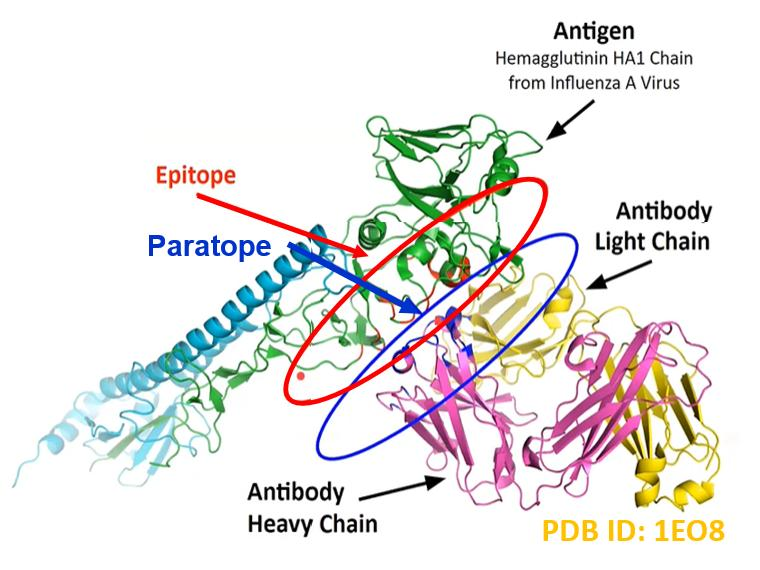 Antigen
Hemagglutinin HA1 Chain
from Influenza A Virus
Epitope
Paratope
Antibody
Light Chain
Antibody
Heavy Chain
PDB ID: 1EO8